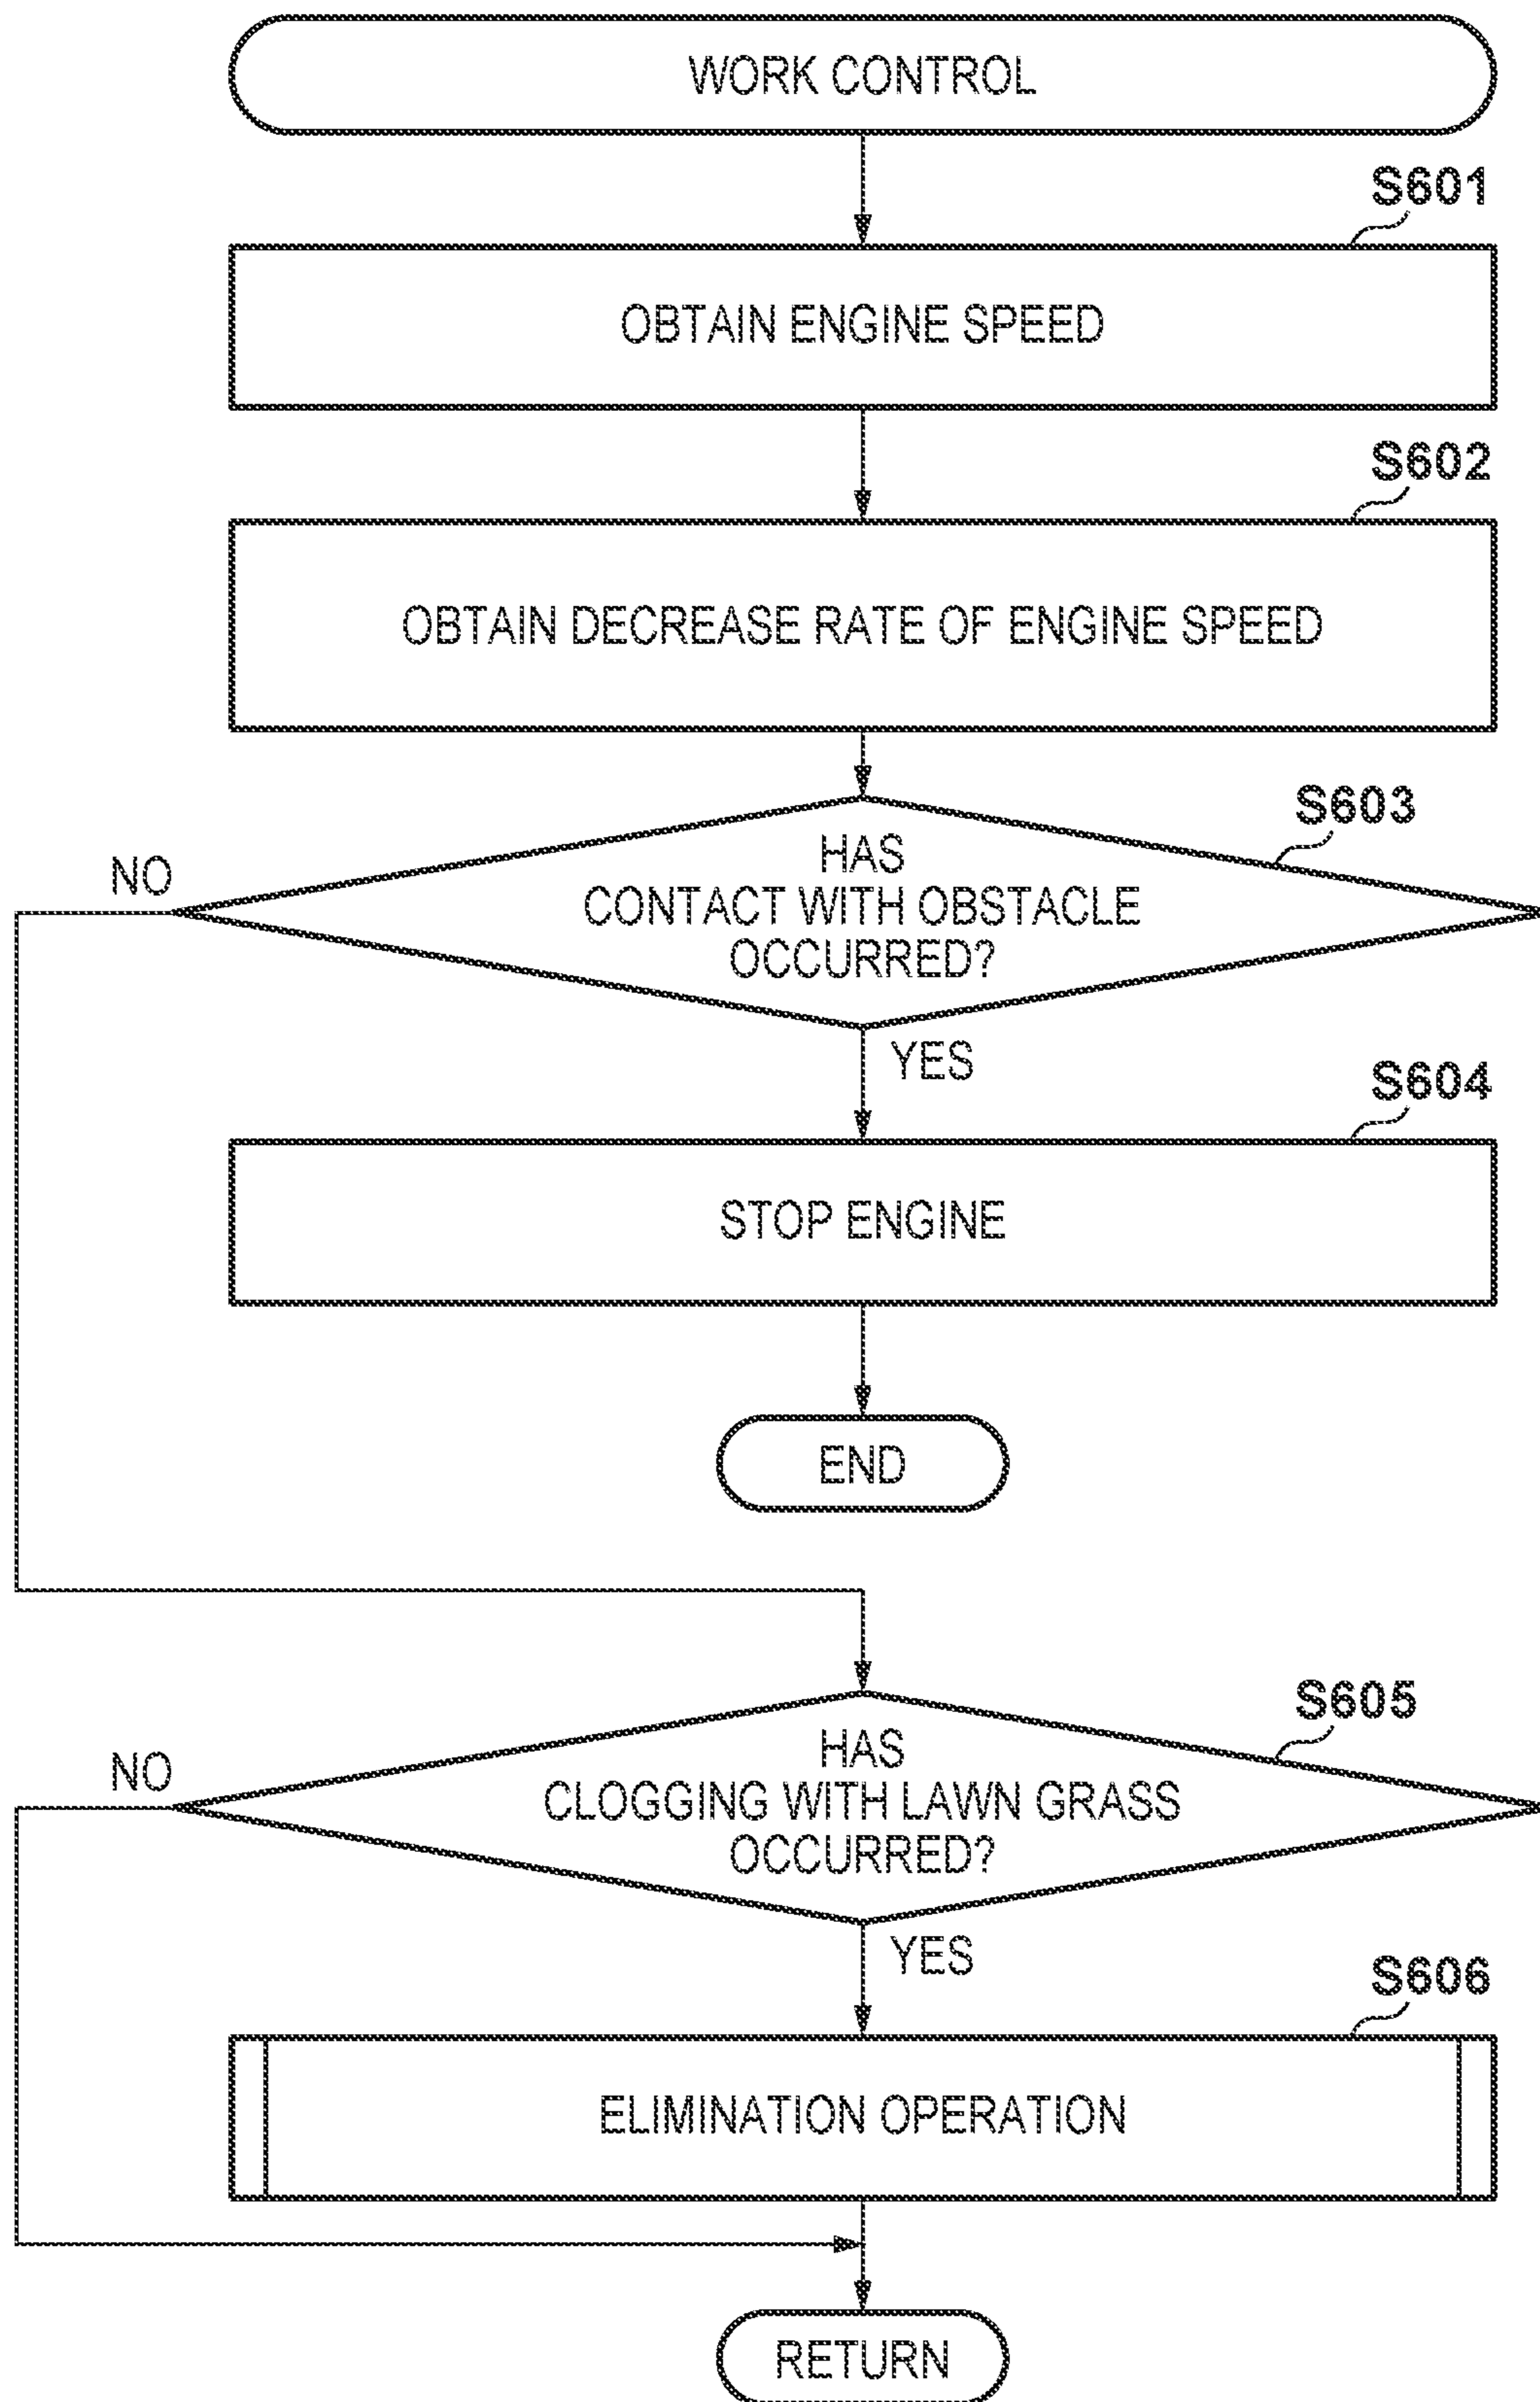 WORK CONTROL
S601
OBTAIN ENGINE SPEED
S602
OBTAIN DECREASE RATE OF ENGINE SPEED
S603
NO
HAS
CONTACT WITH OBSTACLE
OCCURRED?
YES
S604
STOP ENGINE
END
S605
NO
HAS
CLOGGING WITH LAWN GRASS
OCCURRED?
YES
S606
ELIMINATION OPERATION
RETURN